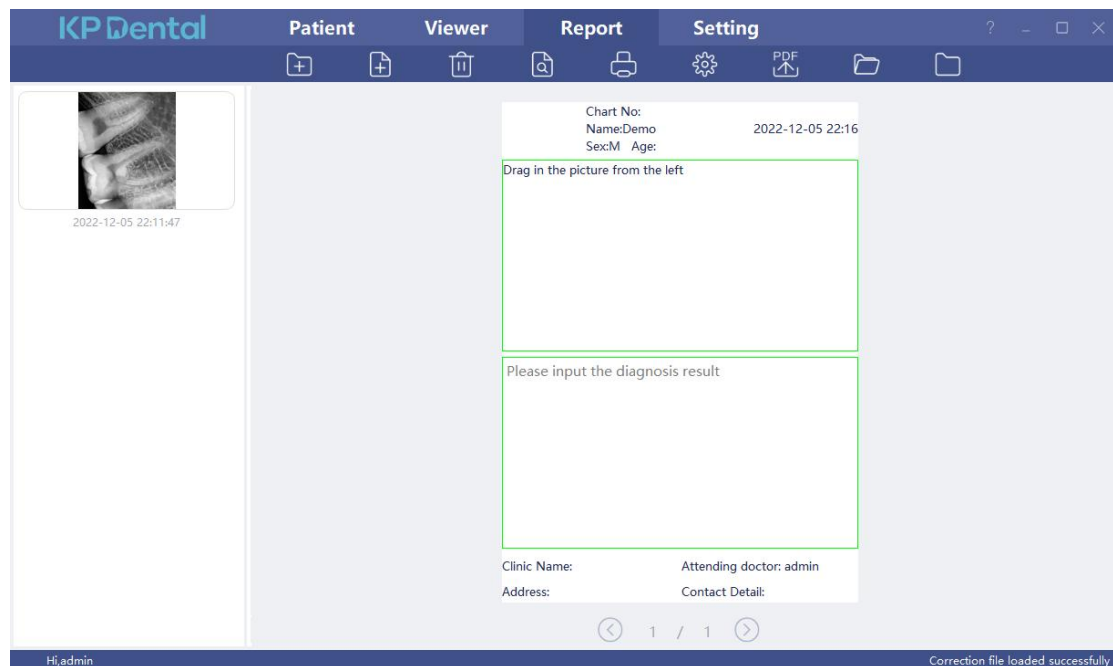 KP Dental
Patient Viewer Report Setting
PDF
Chart No:
Name:Demo 2022-12-05 22:16
Sex:M Age:
Drag in the picture from the left
2022-12-05 22:11:47
Please input the diagnosis result
Clinic Name: Attending doctor: admin
Address: Contact Detail:
1 / 1
Hi,admin Correction file loaded successfully